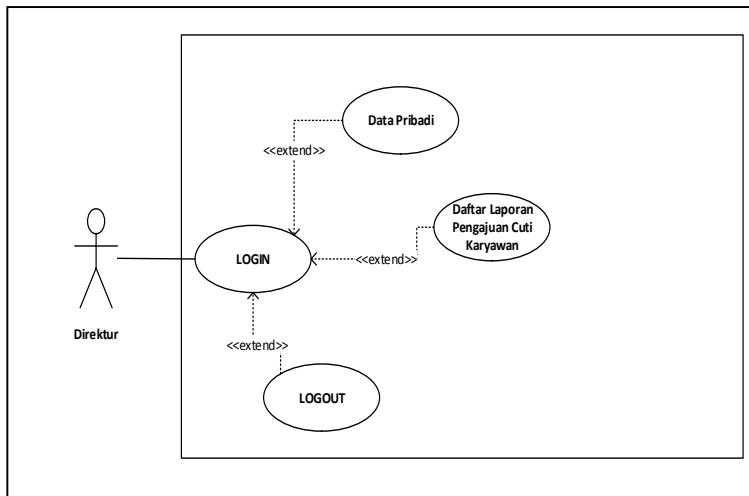 Data Pribadi
<<extend>>
Daftar Laporan
Pengajuan Cuti
Karyawan
LOGIN
<<extend>>
Direktur
<<extend>>
LOGOUT